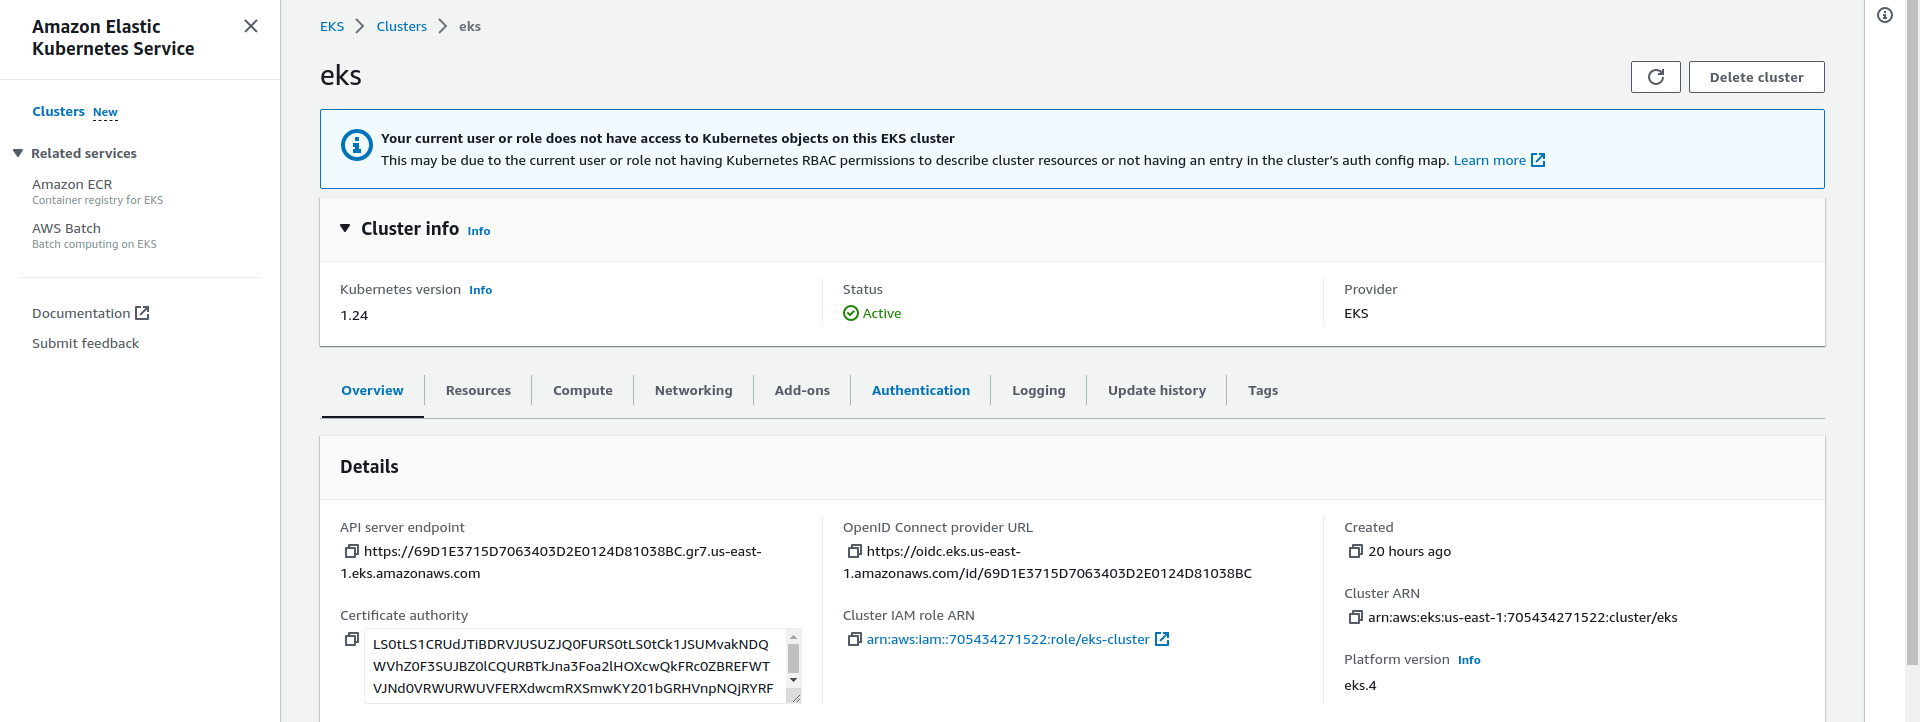 Amazon Elastic
Kubernetes Service
Clusters New
Related services
Amazon ECR
Container registry for EKS
AWS Batch
Batch computing on EKS
Documentation
Submit feedback
EKS Clusters eks
eks
Delete cluster
Your current user or role does not have access to Kubernetes objects on this EKS cluster
This may be due to the current user or role not having Kubernetes RBAC permissions to describe cluster resources or not having an entry in the cluster's auth config map. Learn more
Cluster info Info
Kubernetes version Info
1.24
Status
Active
Provider
EKS
Overview Resources Compute Networking Add-ons Authentication Logging Update history Tags
Details
API server endpoint
https://69D1E3715D7063403D2E0124D81038BC.gr7.us-east-
1.eks.amazonaws.com
Certificate authority
LS0tLS1CRUdJTiBDRVJUSUZJQ0FURS0tLS0tCk1JSUMvakNDQ
WVhZ0F3SUJBZ0lCQURBTkJna3Foa2lHOXcwQkFRc0ZBREFWT
VJNd0VRWURWUVFERXdwcmRXSmwKY201bGRHVnpNQjRYRF
OpenID Connect provider URL
https://oidc.eks.us-east-
1.amazonaws.com/id/69D1E3715D7063403D2E0124D81038BC
Cluster IAM role ARN
arn:aws:iam::705434271522:role/eks-cluster
Created
20 hours ago
Cluster ARN
arn:aws:eks:us-east-1:705434271522:cluster/eks
Platform version Info
eks.4